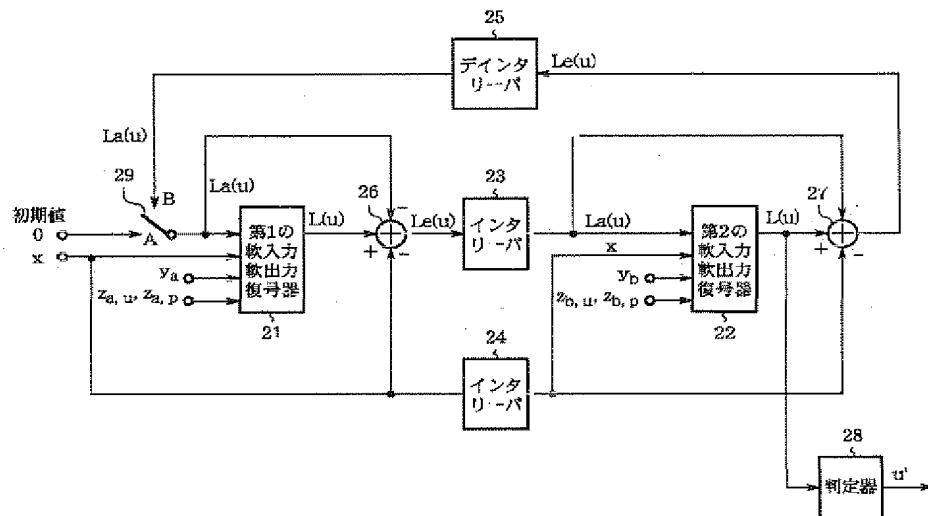 25
デインタ
リーバ
Le(u)
La(u)
29
B
La(u)
初期値
0
A
x
第1の
軟入力
軟出力
復号器
21
ya
za, u, za, p
L(u)
26
−
+
−
Le(u)
23
インタ
リーバ
La(u)
x
yb
zb, u, zb, p
第2の
軟入力
軟出力
復号器
22
L(u)
27
−
+
−
24
インタ
リーバ
28
判定器
u'